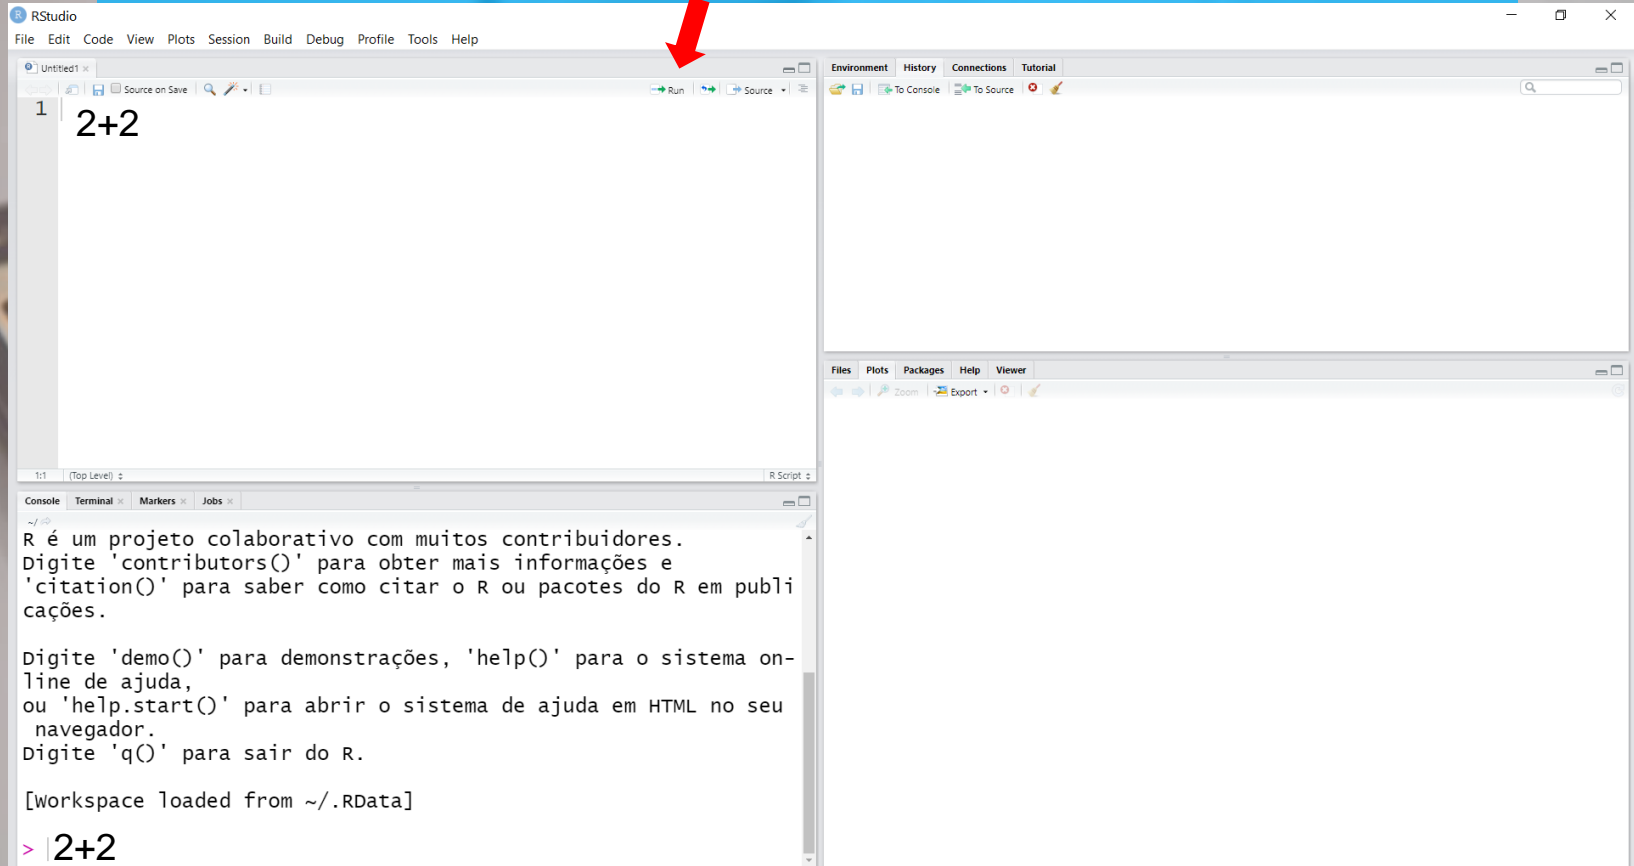 RStudio
File Edit Code View Plots Session Build Debug Profile Tools Help
Untitled1
Source on Save
Run
Source
1
2+2
1:1 (Top Level) R Script
Console Terminal Markers Jobs
~/
R é um projeto colaborativo com muitos contribuidores.
Digite 'contributors()' para obter mais informações e
'citation()' para saber como citar o R ou pacotes do R em publi
cações.
Digite 'demo()' para demonstrações, 'help()' para o sistema on-
line de ajuda,
ou 'help.start()' para abrir o sistema de ajuda em HTML no seu
navegador.
Digite 'q()' para sair do R.
[Workspace loaded from ~/.RData]
> 2+2
Environment History Connections Tutorial
To Console To Source
Files Plots Packages Help Viewer
Zoom Export